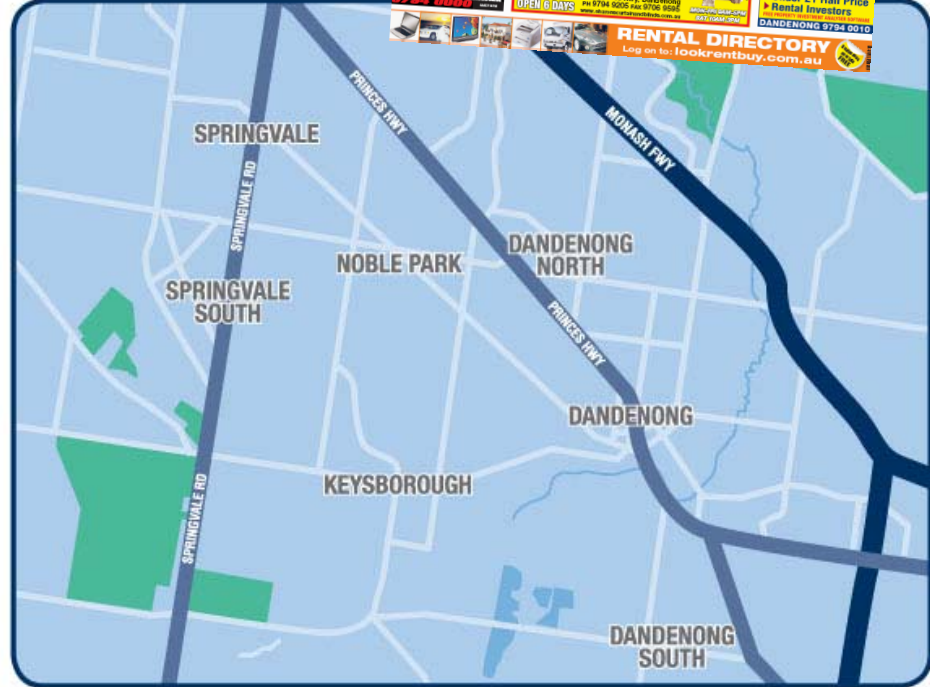 OPEN 6 DAYS
PH 9794 9205 FAX 9706 9595
Rental Investors
DANDENONG 9794 0010
RENTAL DIRECTORY
Log on to: lookrentbuy.com.au
PRINCES HWY
MONASH FWY
SPRINGVALE
SPRINGVALE RD
DANDENONG
NORTH
NOBLE PARK
SPRINGVALE
SOUTH
PRINCES HWY
DANDENONG
KEYSBOROUGH
SPRINGVALE RD
DANDENONG
SOUTH